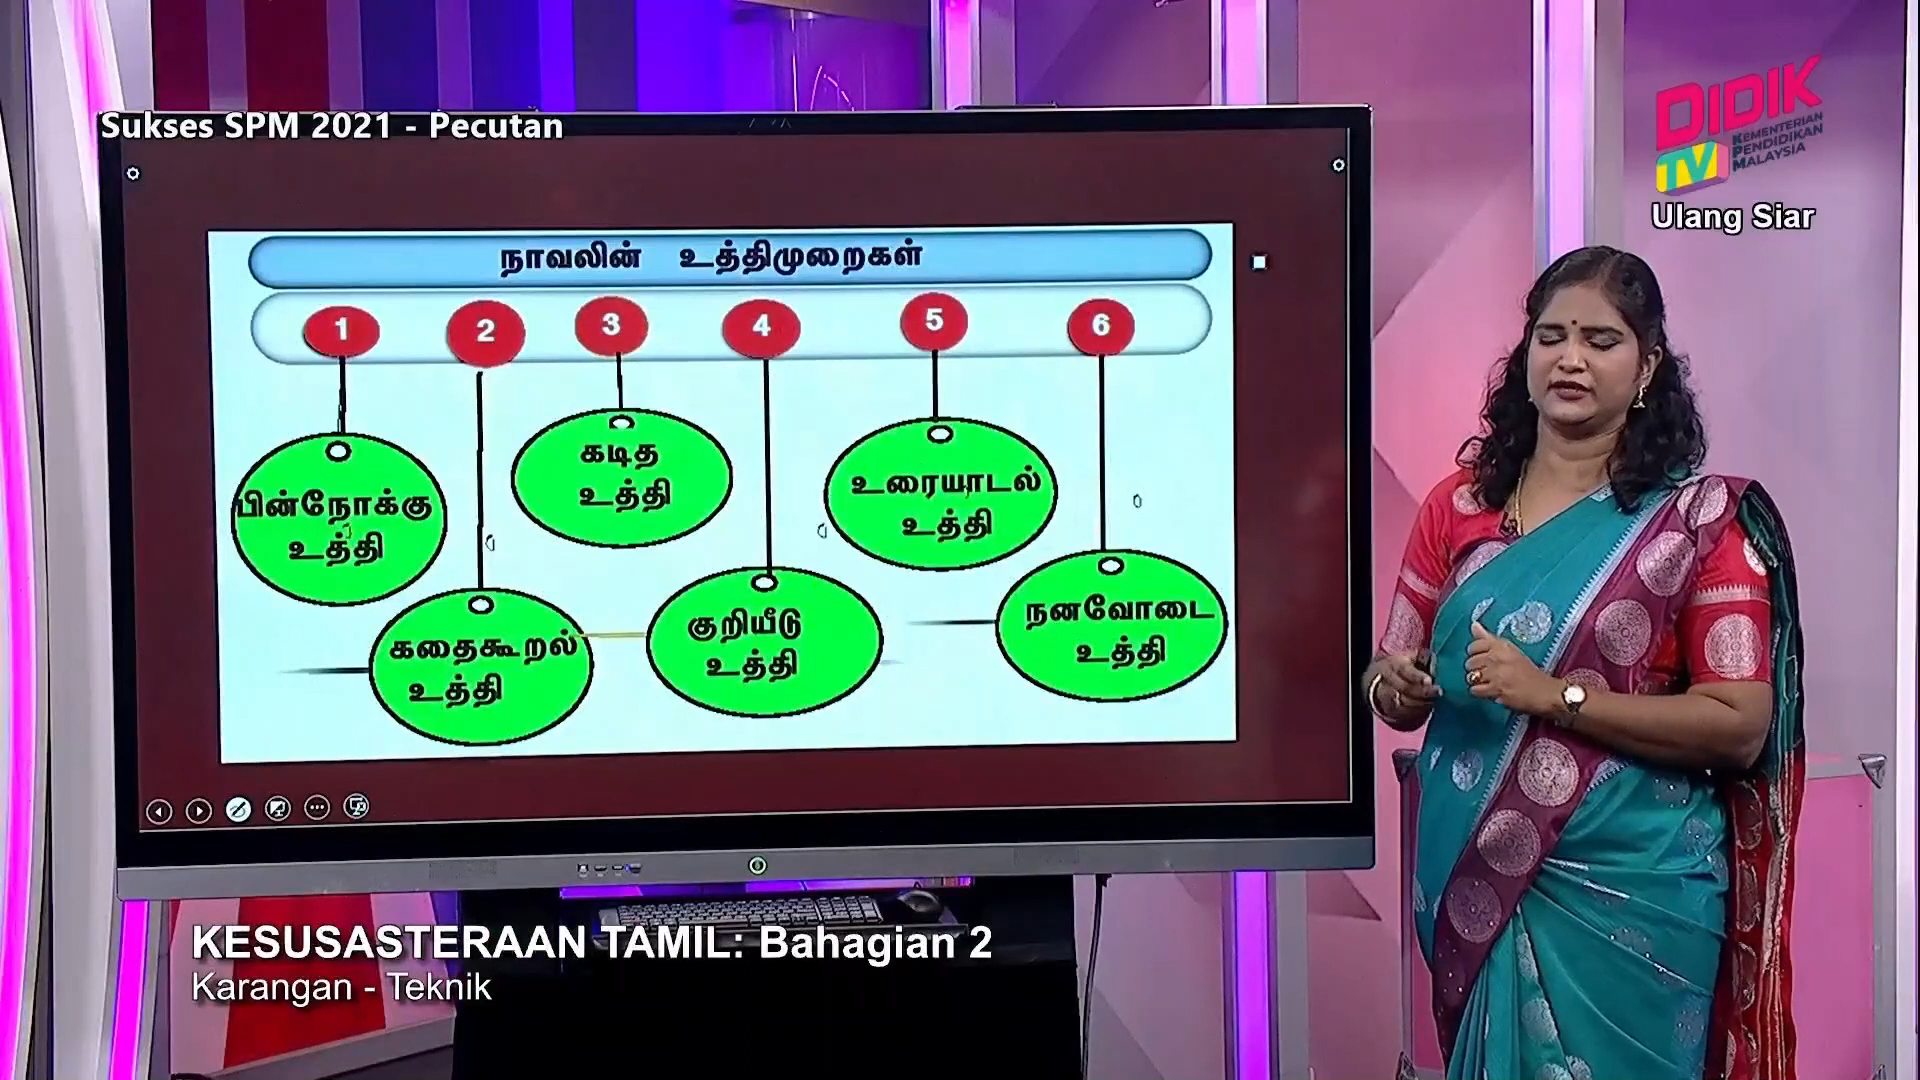 Sukses SPM 2021 - Pecutan
DIDIK
TV
KEMENTERIAN
PENDIDIKAN
MALAYSIA
Ulang Siar
நாவலின் உத்திமுறைகள்
1
2
3
4
5
6
பின்நோக்கு
உத்தி
கதைகூறல்
உத்தி
கடித
உத்தி
குறியீடு
உத்தி
உரையாடல்
உத்தி
நனவோடை
உத்தி
KESUSASTERAAN TAMIL: Bahagian 2
Karangan - Teknik